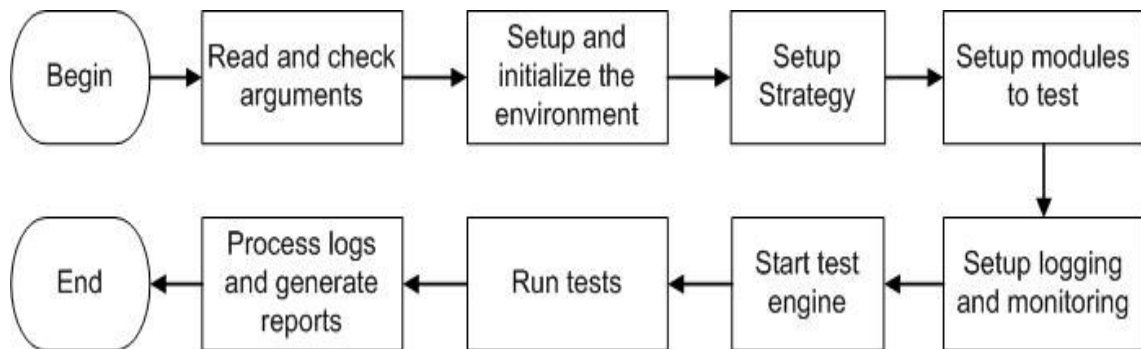 Begin
Read and check
arguments
Setup and
initialize the
environment
Setup
Strategy
Setup modules
to test
Setup logging
and monitoring
Start test
engine
Run tests
Process logs
and generate
reports
End